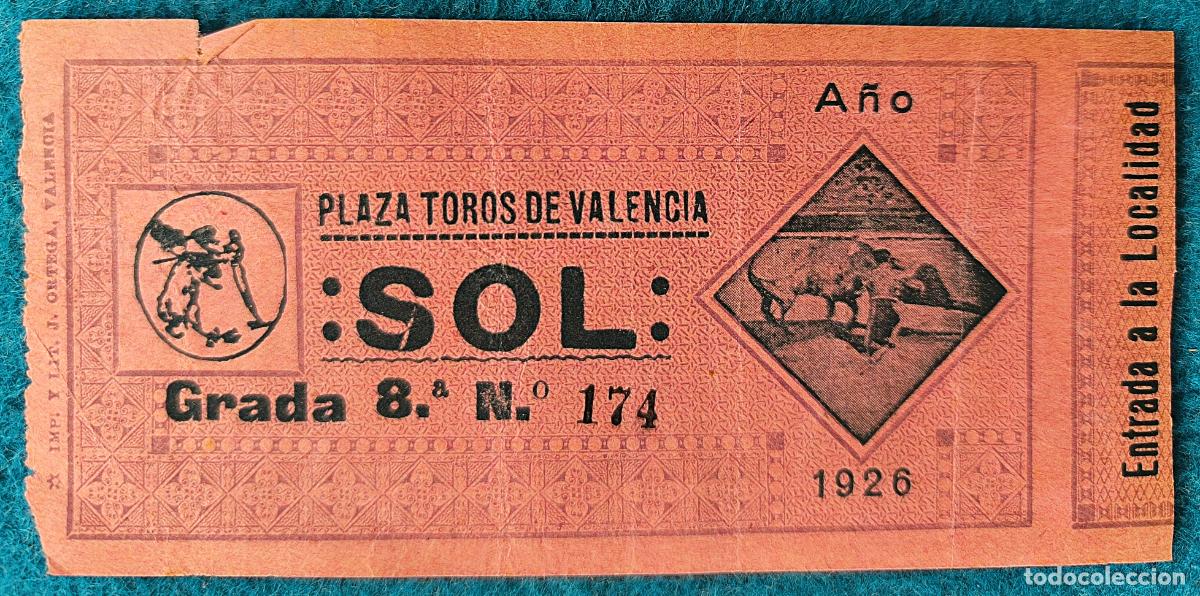 PLAZA TOROS DE VALENCIA
:SOL:
Grada 8.ª N.º 174
Año
1926
Entrada a la Localidad
IMP. Y LIT. J. ORTEGA, VALENCIA
todocoleccion